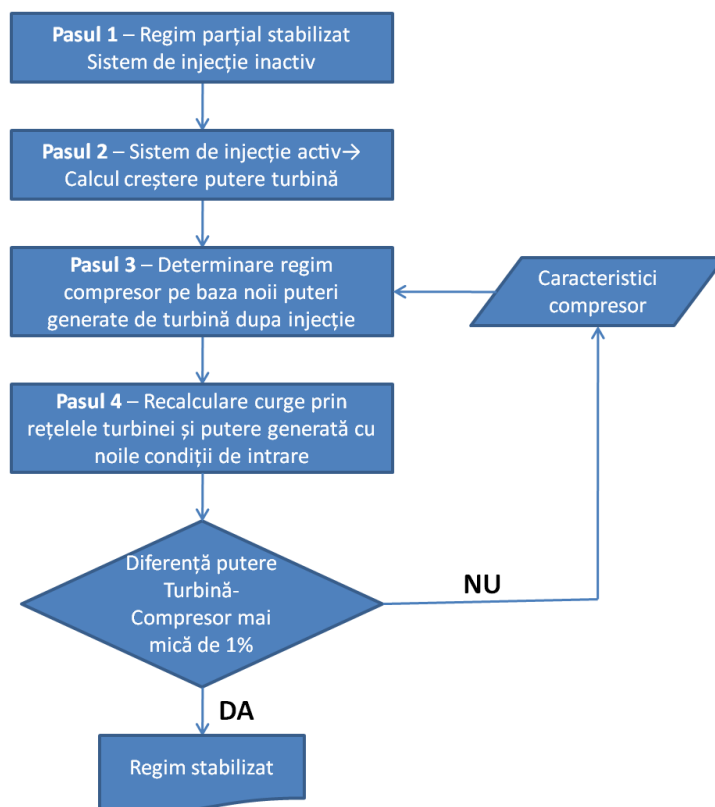 Pasul 1 – Regim parțial stabilizat
Sistem de injecție inactiv
Pasul 2 – Sistem de injecție activ→
Calcul creștere putere turbină
Pasul 3 – Determinare regim
compresor pe baza noii puteri
generate de turbină dupa injecție
Caracteristici
compresor
Pasul 4 – Recalculare curge prin
rețelele turbinei și putere generată cu
noile condiții de intrare
Diferență putere
Turbină-
Compresor mai
mică de 1%
NU
DA
Regim stabilizat